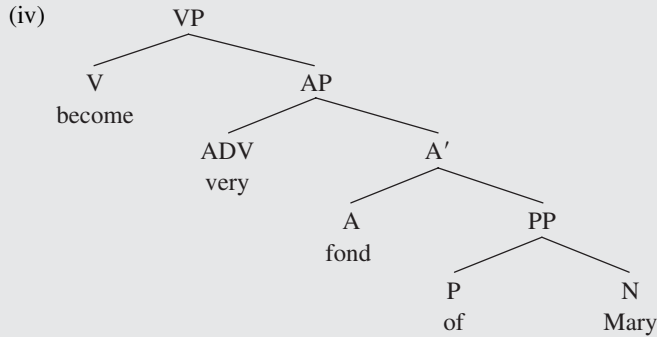 (iv) VP
V AP
become
ADV A′
very
A PP
fond
P N
of Mary